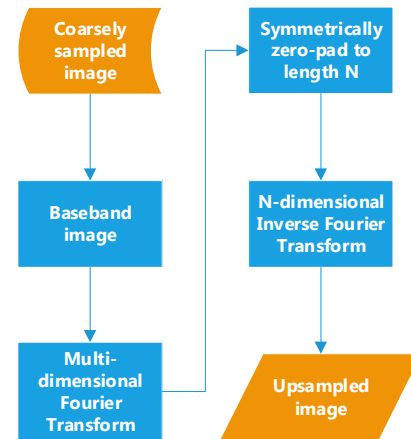 Coarsely
sampled
image
Baseband
image
Multi-
dimensional
Fourier
Transform
Symmetrically
zero-pad to
length N
N-dimensional
Inverse Fourier
Transform
Upsampled
image